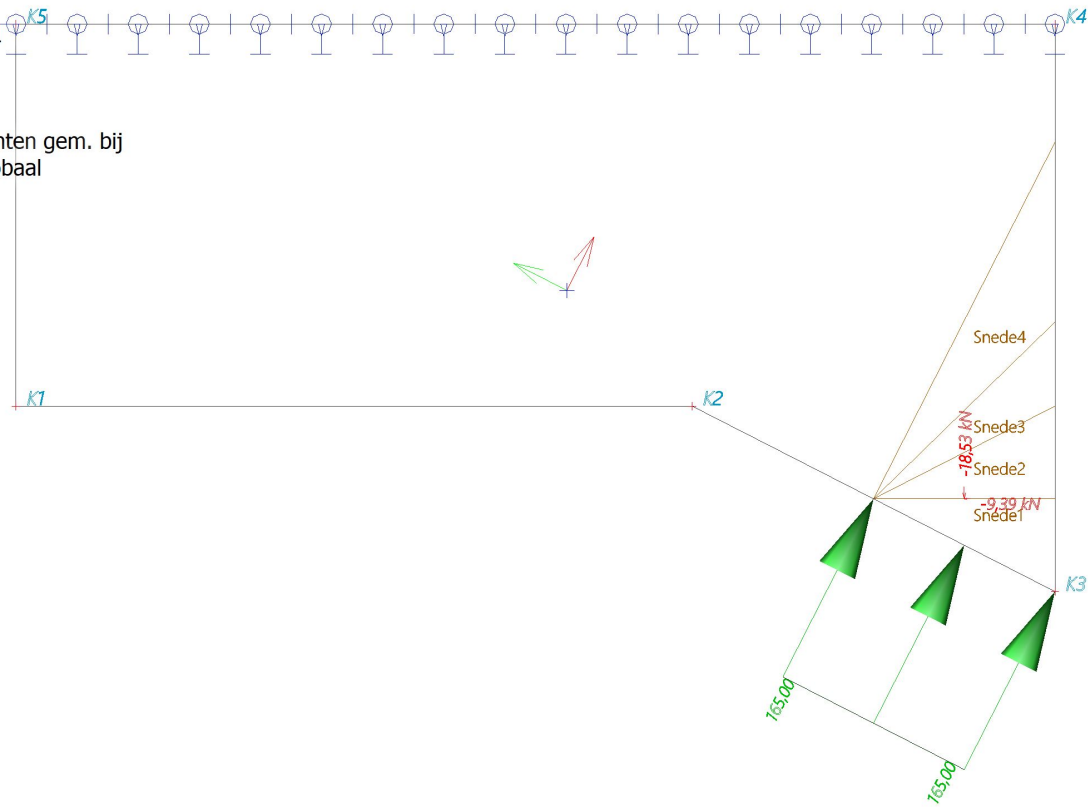 K5
K4
nten gem. bij
baal
Snede4
K1
K2
-18,53 kN
Snede3
Snede2
-9,39 kN
Snede1
K3
165,00
165,00